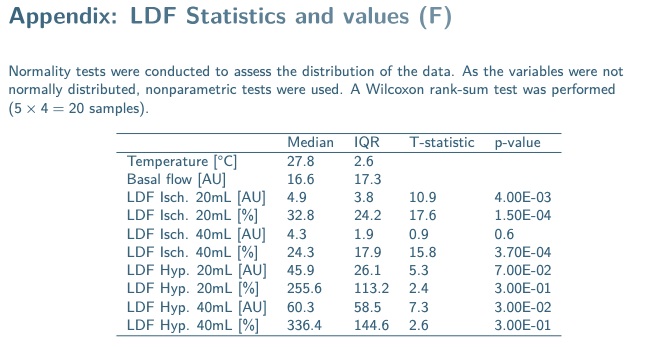 Appendix: LDF Statistics and values (F)
Normality tests were conducted to assess the distribution of the data. As the variables were not
normally distributed, nonparametric tests were used. A Wilcoxon rank-sum test was performed
(5 × 4 = 20 samples).
Median IQR T-statistic p-value
Temperature [°C] 27.8 2.6
Basal flow [AU] 16.6 17.3
LDF Isch. 20mL [AU] 4.9 3.8 10.9 4.00E-03
LDF Isch. 20mL [%] 32.8 24.2 17.6 1.50E-04
LDF Isch. 40mL [AU] 4.3 1.9 0.9 0.6
LDF Isch. 40mL [%] 24.3 17.9 15.8 3.70E-04
LDF Hyp. 20mL [AU] 45.9 26.1 5.3 7.00E-02
LDF Hyp. 20mL [%] 255.6 113.2 2.4 3.00E-01
LDF Hyp. 40mL [AU] 60.3 58.5 7.3 3.00E-02
LDF Hyp. 40mL [%] 336.4 144.6 2.6 3.00E-01